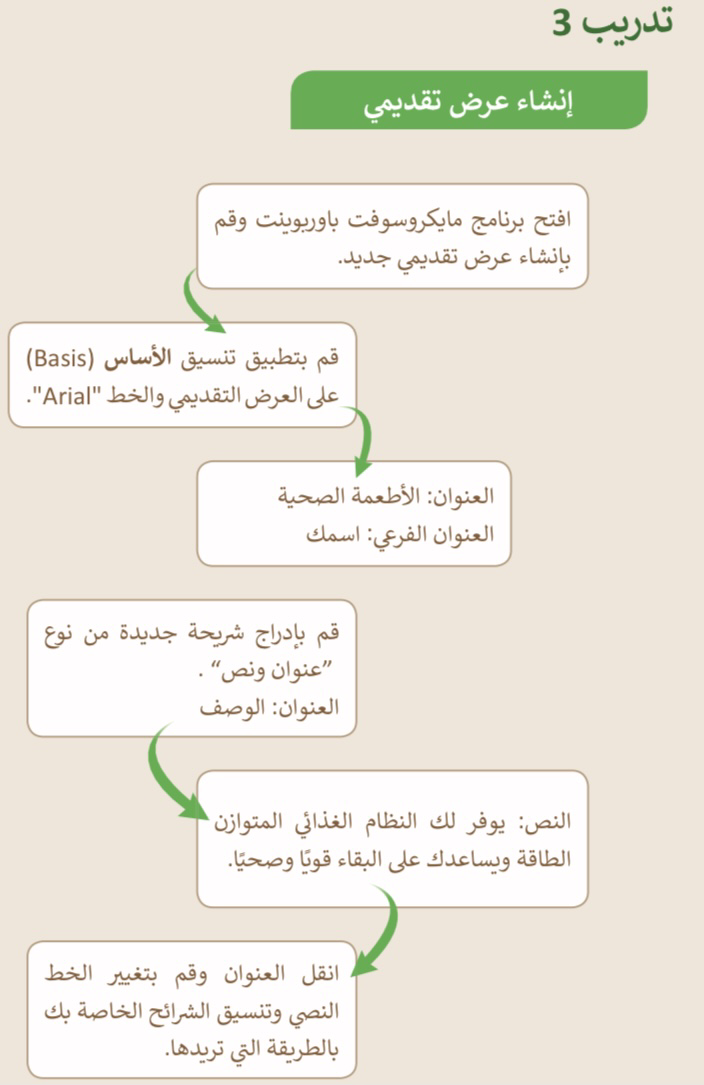 تدريب 3
إنشاء عرض تقديمي
افتح برنامج مايكروسوفت باوربوينت وقم
بإنشاء عرض تقديمي جديد.
قم بتطبيق تنسيق الأساس (Basis)
على العرض التقديمي والخط "Arial".
العنوان: الأطعمة الصحية
العنوان الفرعي: اسمك
قم بإدراج شريحة جديدة من نوع
”عنوان ونص“ .
العنوان: الوصف
النص: يوفر لك النظام الغذائي المتوازن
الطاقة ويساعدك على البقاء قويًا وصحيًا.
انقل العنوان وقم بتغيير الخط
النصي وتنسيق الشرائح الخاصة بك
بالطريقة التي تريدها.